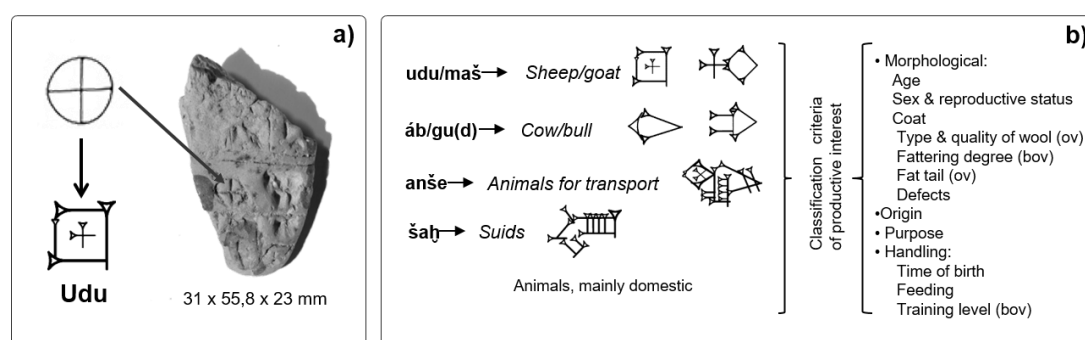 a)
Udu
31 x 55,8 x 23 mm
b)
udu/maš Sheep/goat
áb/gu(d) Cow/bull
anše Animals for transport
šaḫ Suids
Animals, mainly domestic
Classification criteria
of productive interest
• Morphological:
Age
Sex & reproductive status
Coat
Type & quality of wool (ov)
Fattering degree (bov)
Fat tail (ov)
Defects
•Origin
• Purpose
• Handling:
Time of birth
Feeding
Training level (bov)